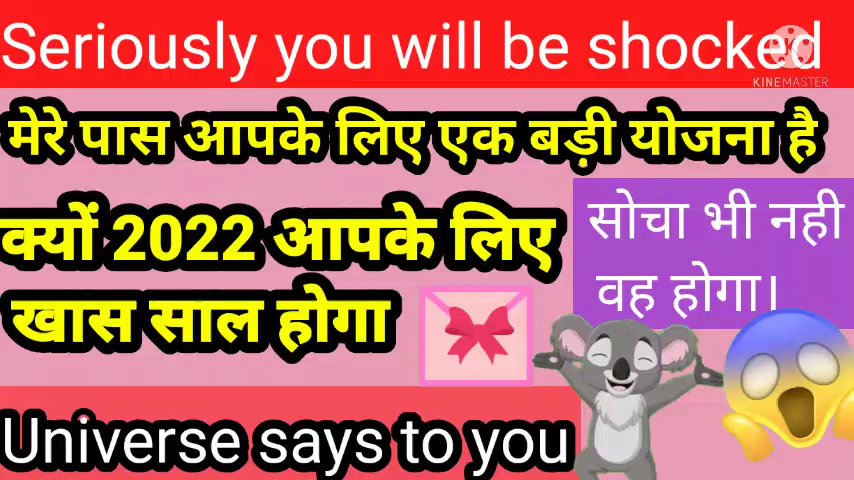 Seriously you will be shocked
KINEMASTER
मेरे पास आपके लिए एक बड़ी योजना है
क्यों 2022 आपके लिए
खास साल होगा
सोचा भी नही
वह होगा।
Universe says to you